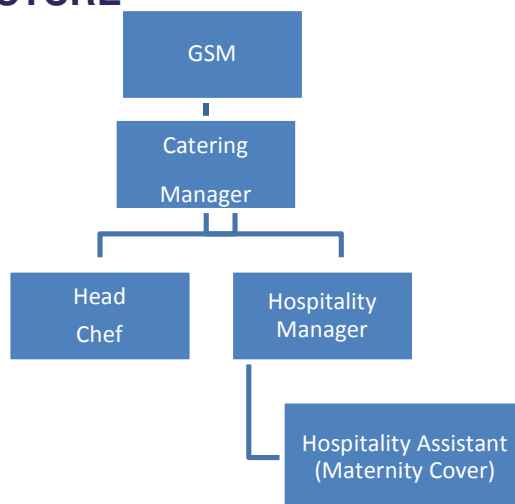 GSM
Catering
Manager
Head
Chef
Hospitality
Manager
Hospitality Assistant
(Maternity Cover)